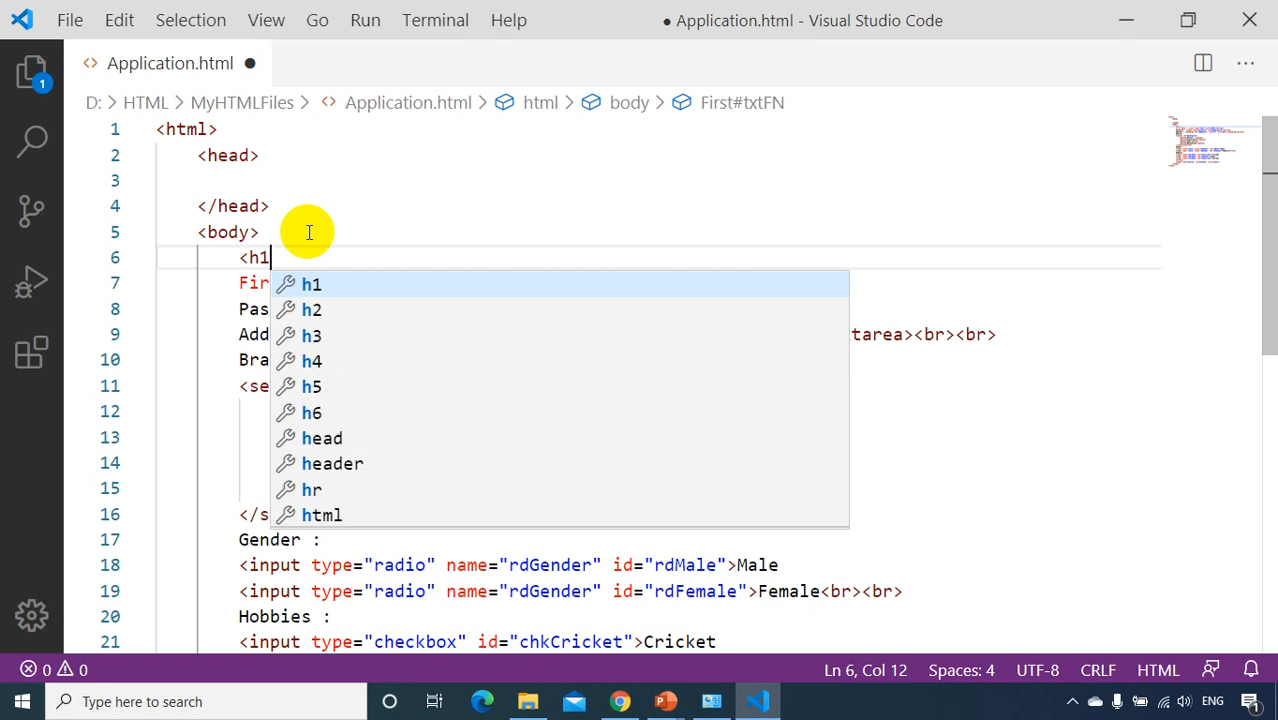 File Edit Selection View Go Run Terminal Help ● Application.html - Visual Studio Code
1
<> Application.html ●
D: > HTML > MyHTMLFiles > <> Application.html > html > body > First#txtFN
1 <html>
2 <head>
3
4 </head>
5 <body>
6 <h1
7 Fir
h1
8 Pas
h2
9 Add tarea><br><br>
h3
10 Bra
h4
11 <se
h5
12
h6
13
head
14
header
15
hr
16 </s
html
17 Gender :
18 <input type="radio" name="rdGender" id="rdMale">Male
19 <input type="radio" name="rdGender" id="rdFemale">Female<br><br>
20 Hobbies :
21 <input type="checkbox" id="chkCricket">Cricket
0 0 Ln 6, Col 12 Spaces: 4 UTF-8 CRLF HTML
Type here to search ENG 1